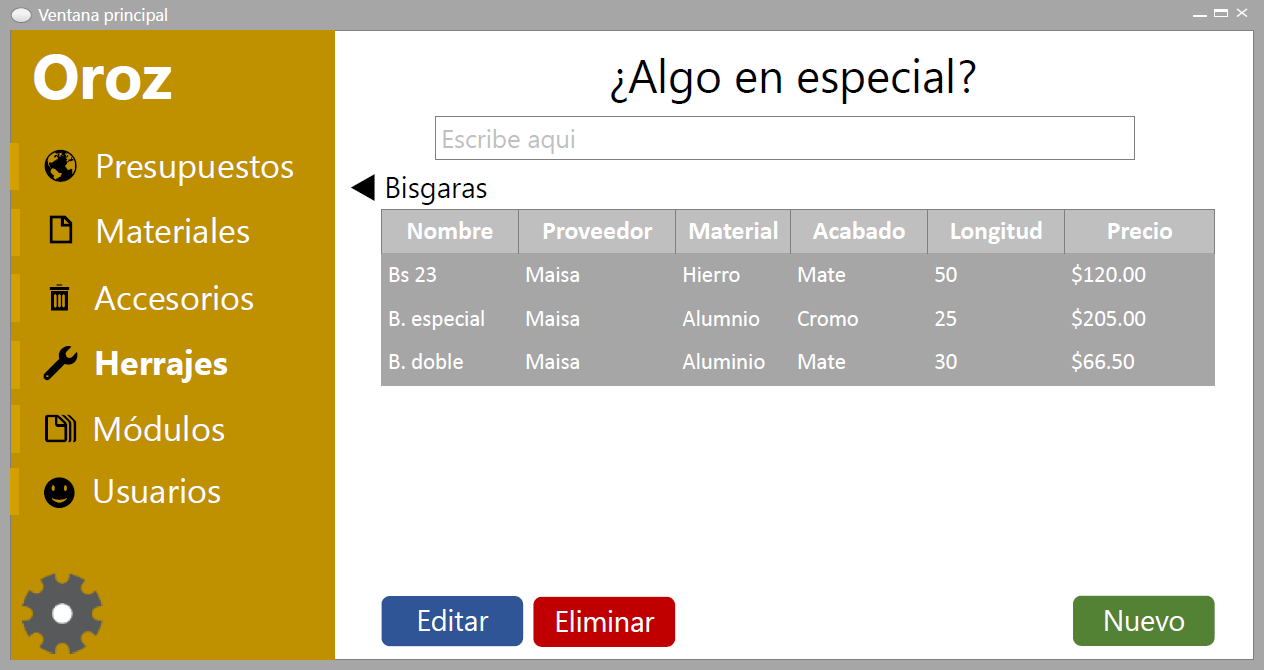 Ventana principal
Oroz
Presupuestos
Materiales
Accesorios
Herrajes
Módulos
Usuarios
¿Algo en especial?
Escribe aqui
Bisgaras
Nombre Proveedor Material Acabado Longitud Precio
Bs 23 Maisa Hierro Mate 50 $120.00
B. especial Maisa Alumnio Cromo 25 $205.00
B. doble Maisa Aluminio Mate 30 $66.50
Editar Eliminar Nuevo